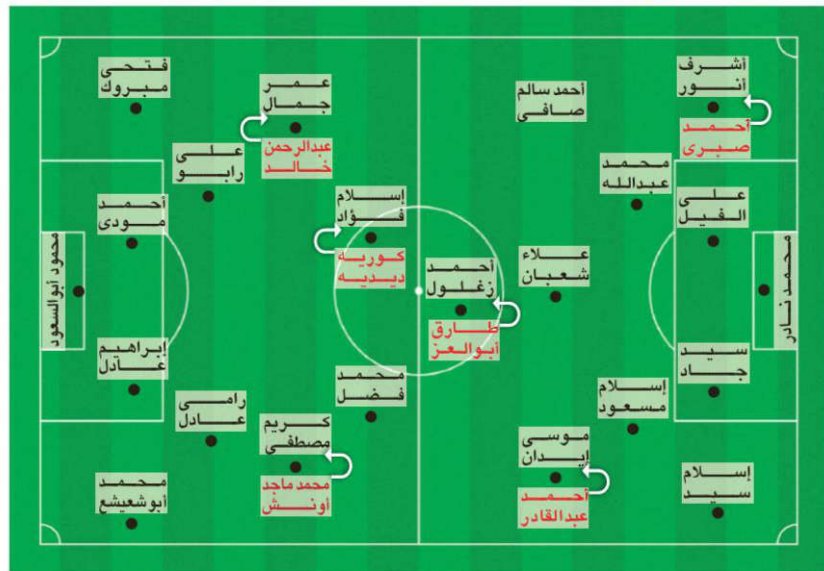 فتحى
مبروك
عمر
جمال
عبدالرحمن
خالد
على
رابو
أحمد
مودى
إسلام
فؤاد
كوريه
ديديه
محمود أبوالسعود
إبراهيم
عادل
محمد
فضل
رامى
عادل
كريم
مصطفى
محمد ماجد
أونش
محمد
أبوشعيشع
أحمد سالم
صافى
أشرف
أنور
أحمد
صبرى
محمد
عبدالله
على
الفيل
علاء
شعبان
أحمد
زغلول
طارق
أبوالعز
محمد نادر
سيد
جاد
إسلام
مسعود
موسى
إيدان
أحمد
عبدالقادر
إسلام
سيد